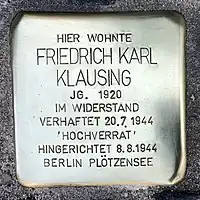 HIER WOHNTE
FRIEDRICH KARL
KLAUSING
JG. 1920
IM WIDERSTAND
VERHAFTET 20.7.1944
'HOCHVERRAT'
HINGERICHTET 8.8.1944
BERLIN PLÖTZENSEE